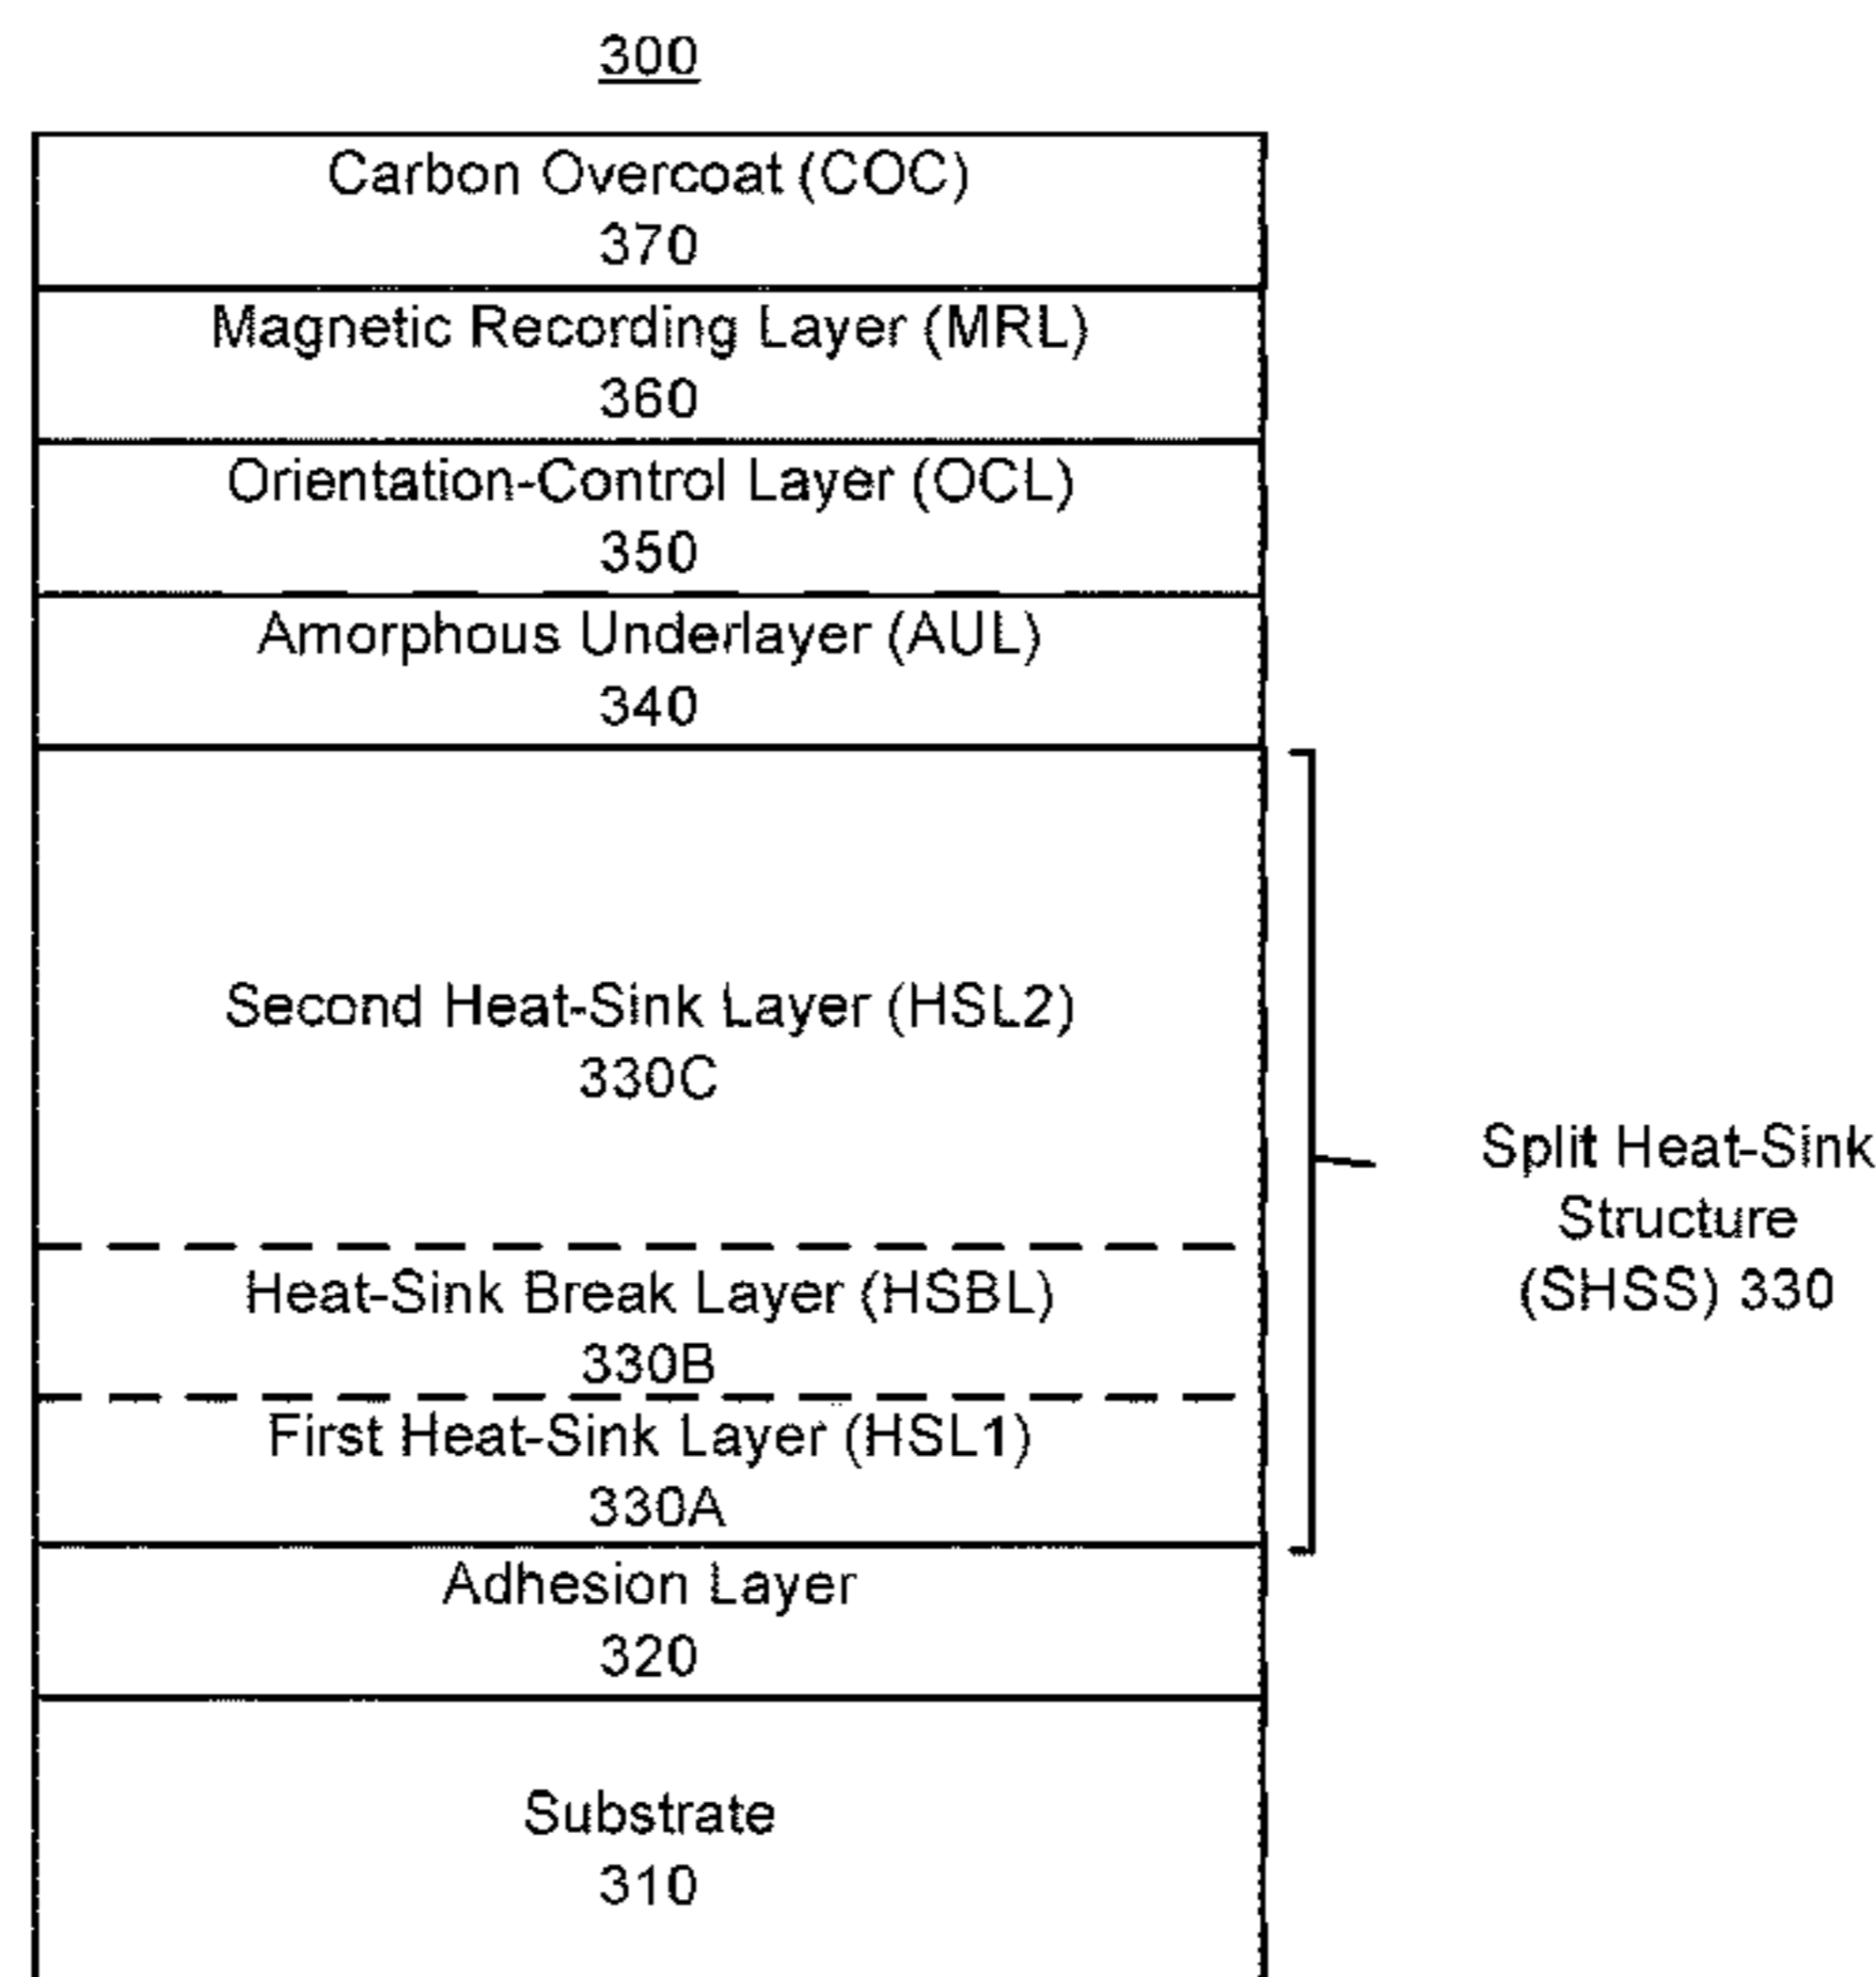 300
Carbon Overcoat (COC)
370
Magnetic Recording Layer (MRL)
360
Orientation-Control Layer (OCL)
350
Amorphous Underlayer (AUL)
340
Second Heat-Sink Layer (HSL2)
330C
Heat-Sink Break Layer (HSBL)
330B
First Heat-Sink Layer (HSL1)
330A
Split Heat-Sink
Structure
(SHSS) 330
Adhesion Layer
320
Substrate
310